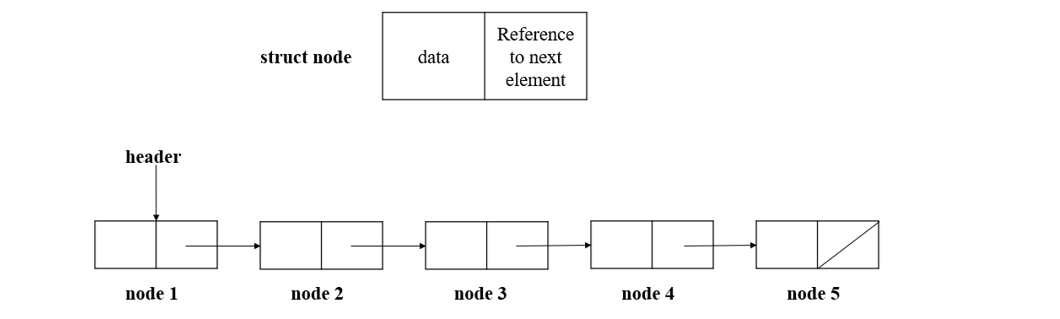 struct node
data
Reference
to next
element
header
node 1
node 2
node 3
node 4
node 5